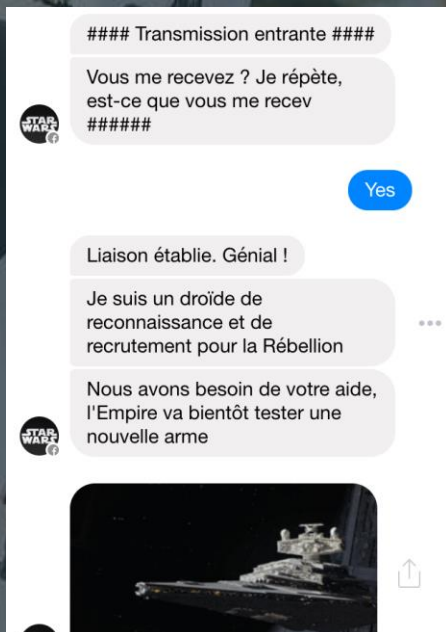 #### Transmission entrante ####
Vous me recevez ? Je répète,
est-ce que vous me recev
######
STAR
WARS
Yes
Liaison établie. Génial !
Je suis un droïde de
reconnaissance et de
recrutement pour la Rébellion
Nous avons besoin de votre aide,
l'Empire va bientôt tester une
nouvelle arme
STAR
WARS